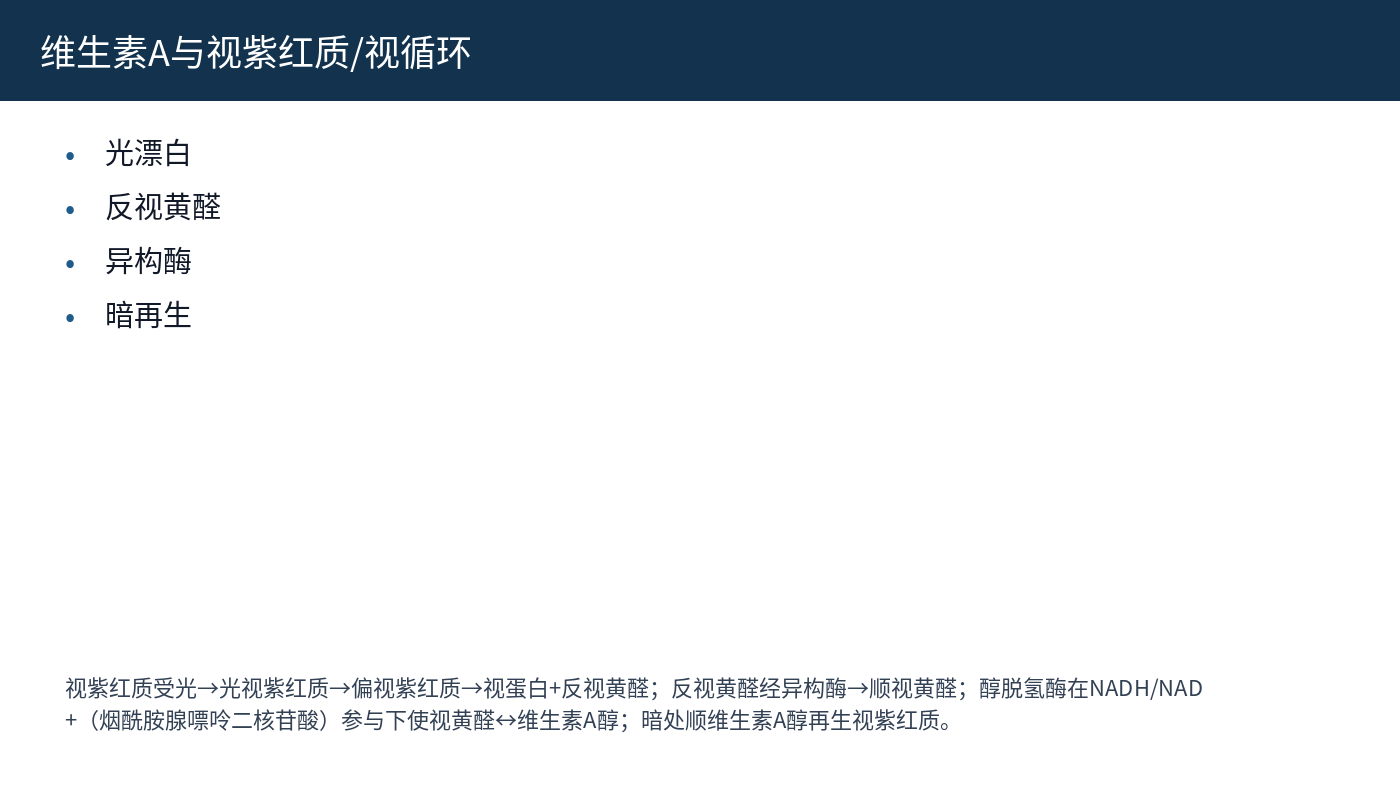 维生素A与视紫红质/视循环
• 光漂白
• 反视黄醛
• 异构酶
• 暗再生
视紫红质受光→光视紫红质→偏视紫红质→视蛋白+反视黄醛；反视黄醛经异构酶→顺视黄醛；醇脱氢酶在NADH/NAD
+（烟酰胺腺嘌呤二核苷酸）参与下使视黄醛↔维生素A醇；暗处顺维生素A醇再生视紫红质。